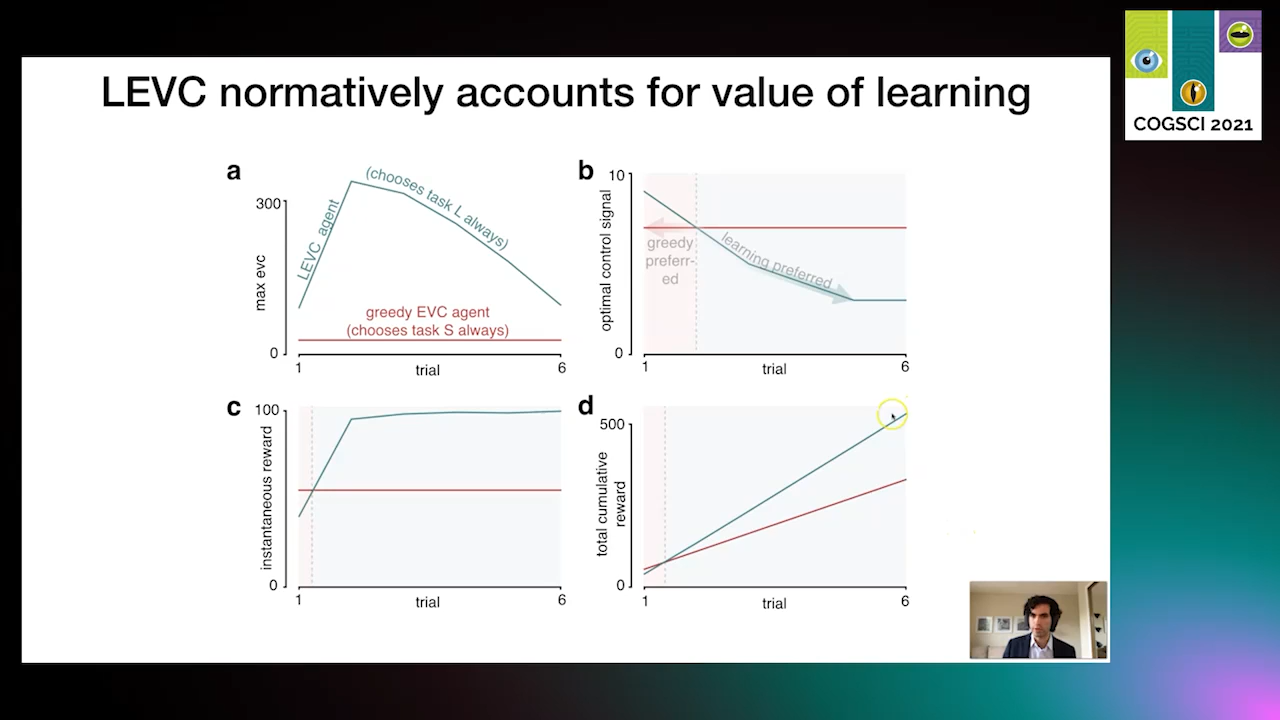 LEVC normatively accounts for value of learning
COGSCI 2021
a
300
0
max evc
LEVC agent
(chooses task L always)
greedy EVC agent
(chooses task S always)
1
trial
6
b
10
0
optimal control signal
greedy
preferr-
ed
learning preferred
1
trial
6
c
100
0
instantaneous reward
1
trial
6
d
500
0
total cumulative
reward
1
trial
6